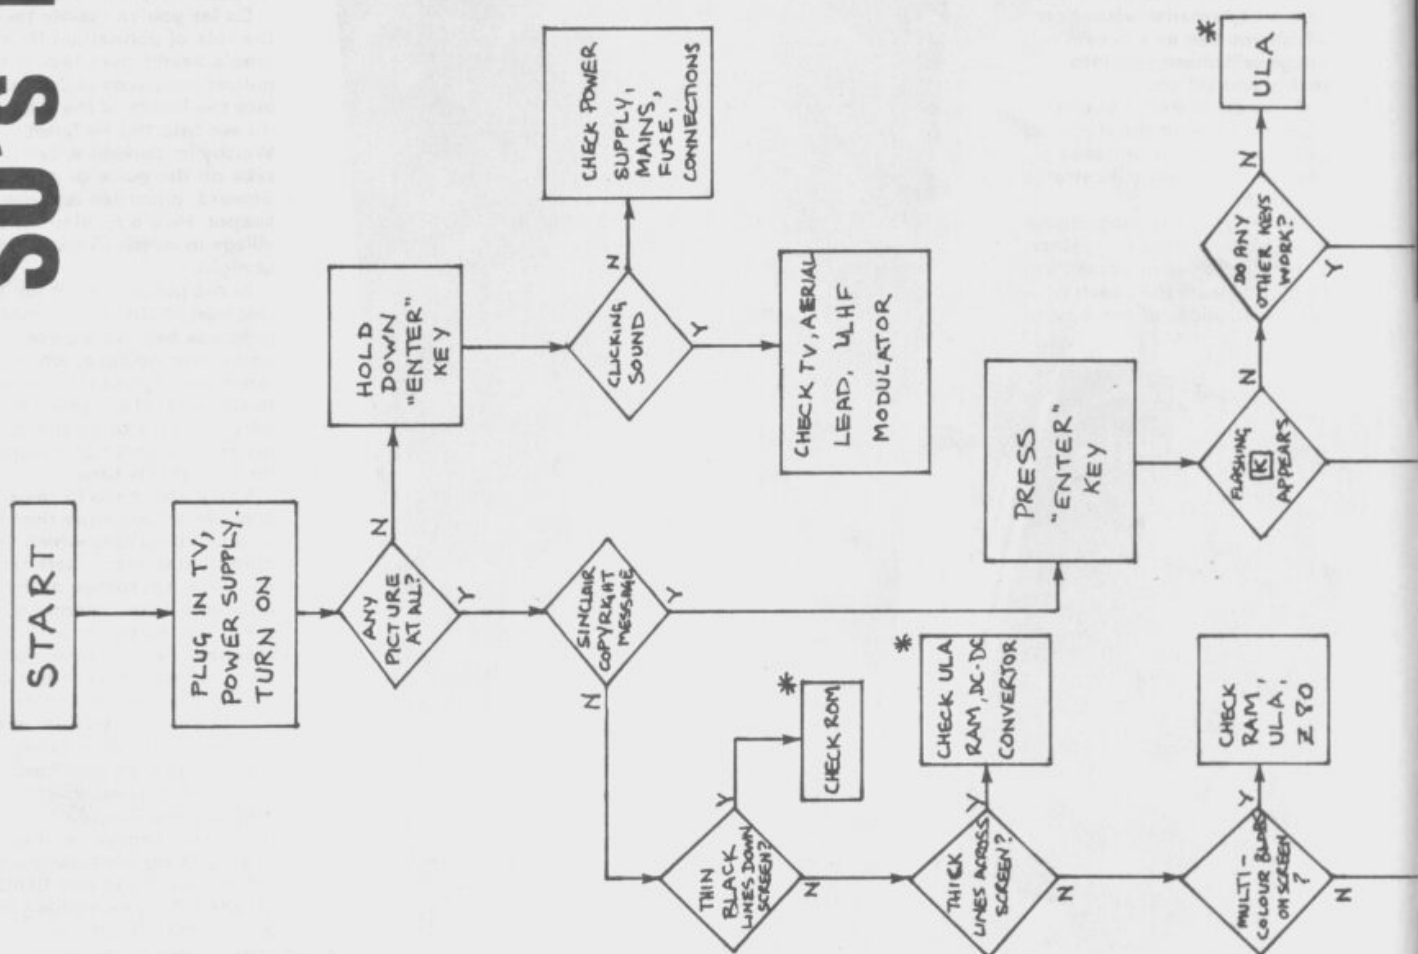 SU'S
START
PLUG IN TV,
POWER SUPPLY.
TURN ON
ANY
PICTURE
AT ALL?
N
Y
HOLD
DOWN
"ENTER"
KEY
CLICKING
SOUND
N
Y
CHECK POWER
SUPPLY,
MAINS,
FUSE,
CONNECTIONS
CHECK TV, AERIAL
LEAD, UHF
MODULATOR
SINCLAIR
COPYRIGHT
MESSAGE
N
Y
THIN
BLACK
LINES DOWN
SCREEN?
Y
N
*
CHECK ROM
THICK
LINES ACROSS
SCREEN?
Y
N
*
CHECK ULA
RAM, DC-DC
CONVERTOR
MULTI-
COLOUR BLOBS
ON SCREEN
?
Y
N
CHECK
RAM,
ULA,
Z80
PRESS
"ENTER"
KEY
FLASHING
K
APPEARS
N
Y
DO ANY
OTHER KEYS
WORK?
N
Y
*
ULA